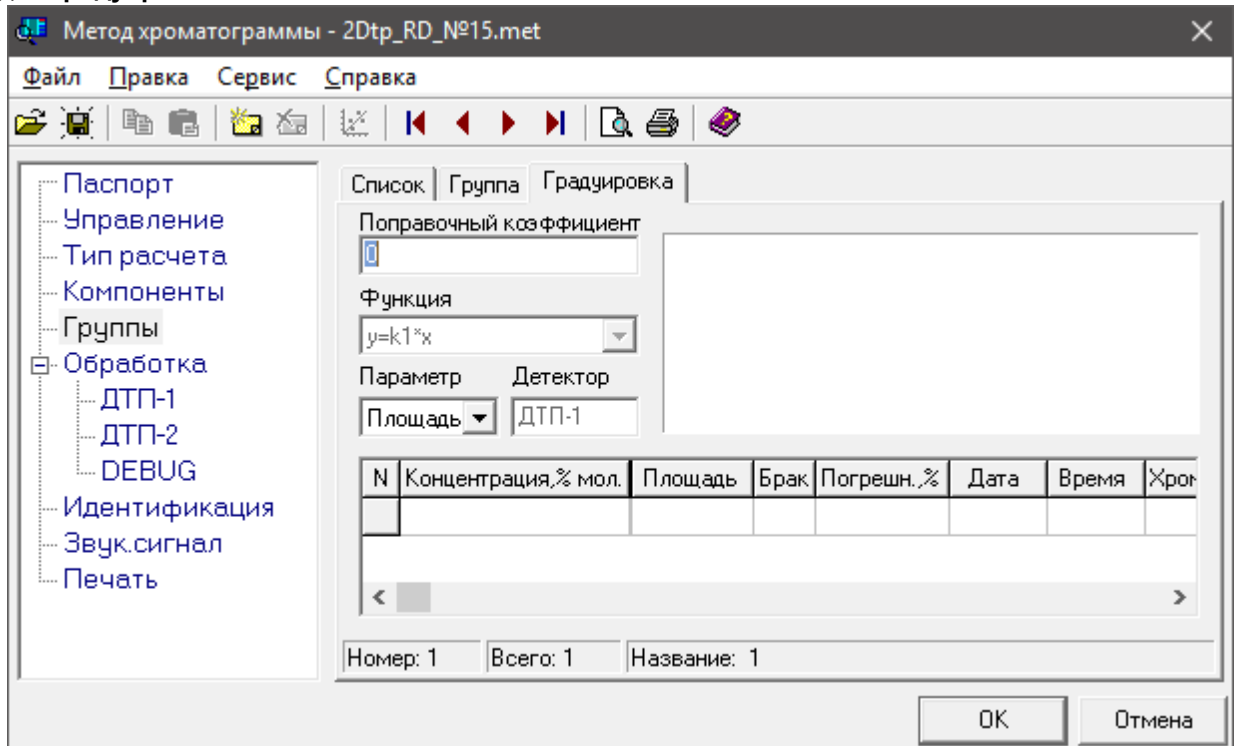 Метод хроматограммы - 2Dtp_RD_№15.met
Файл Правка Сервис Справка
Паспорт
Управление
Тип расчета
Компоненты
Группы
Обработка
ДТП-1
ДТП-2
DEBUG
Идентификация
Звук.сигнал
Печать
Список Группа Градуировка
Поправочный коэффициент
0
Функция
y=k1*x
Параметр Детектор
Площадь ДТП-1
N Концентрация,% мол. Площадь Брак Погрешн.,% Дата Время
Номер: 1 Всего: 1 Название: 1
OK Отмена